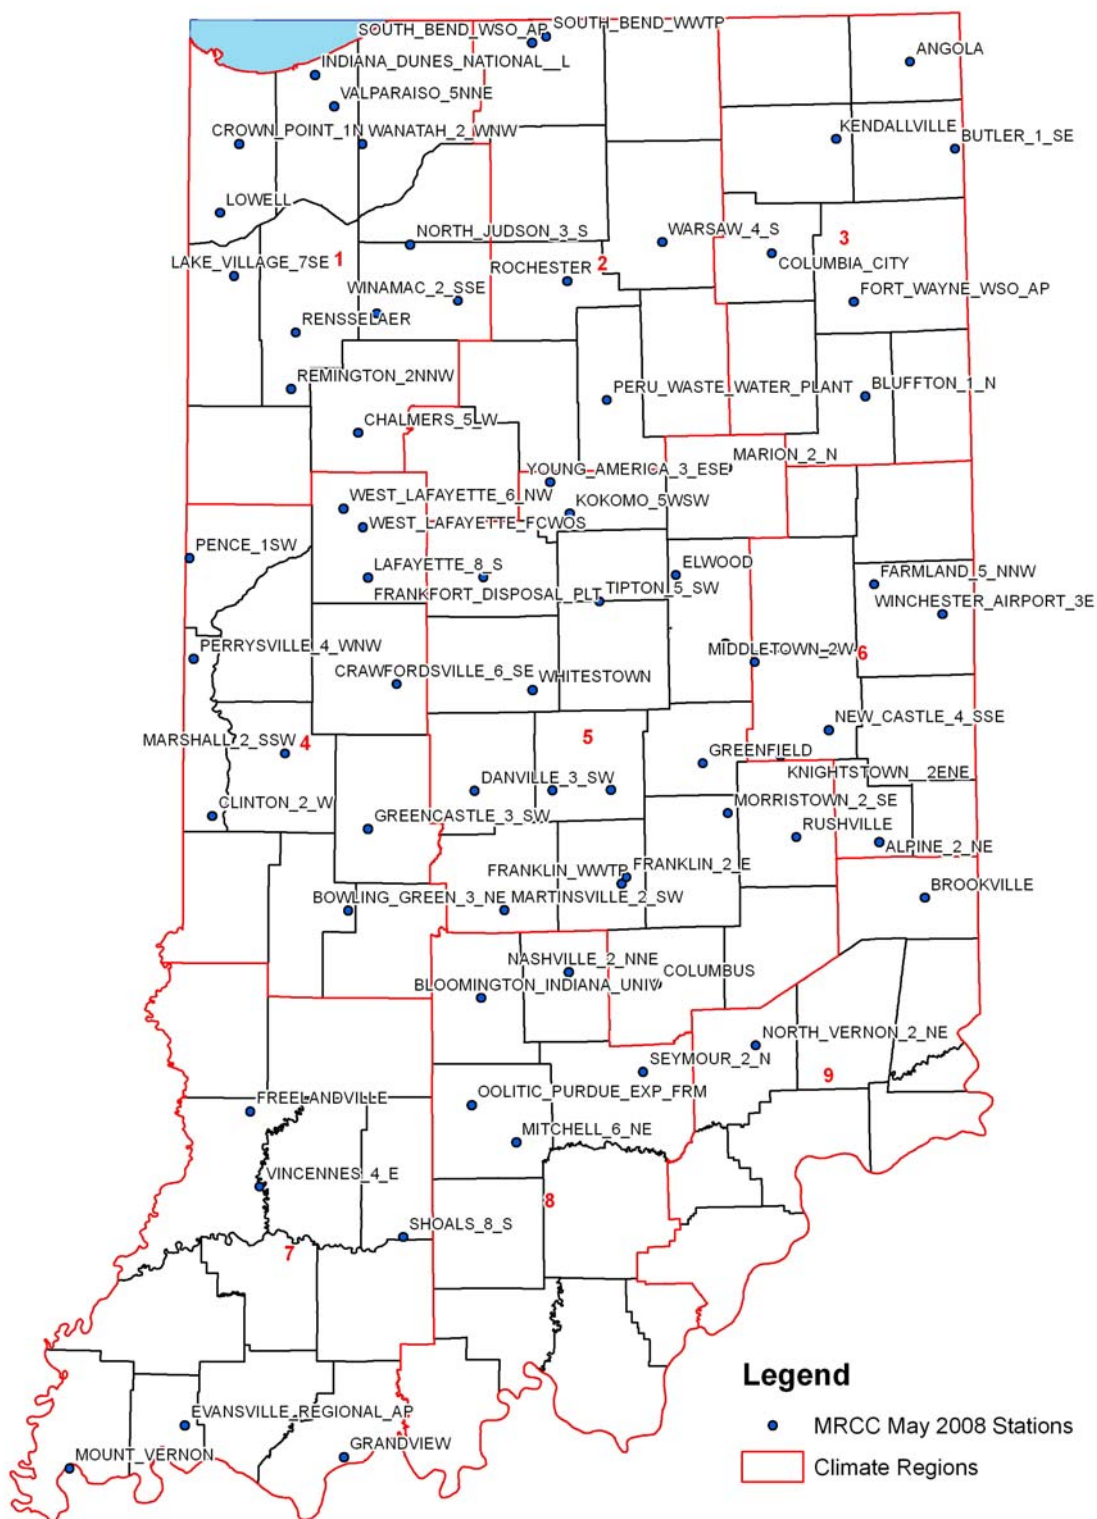 SOUTH_BEND_WWTP
SOUTH_BEND_WSO_AP
ANGOLA
INDIANA_DUNES_NATIONAL__L
VALPARAISO_5NNE
CROWN_POINT_1N
WANATAH_2_WNW
KENDALLVILLE
BUTLER_1_SE
LOWELL
NORTH_JUDSON_3_S
WARSAW_4_S
3
LAKE_VILLAGE_7SE
1
ROCHESTER
2
COLUMBIA_CITY
WINAMAC_2_SSE
FORT_WAYNE_WSO_AP
RENSSELAER
REMINGTON_2NNW
PERU_WASTE_WATER_PLANT
BLUFFTON_1_N
CHALMERS_5_W
MARION_2_N
YOUNG_AMERICA_3_ESE
WEST_LAFAYETTE_6_NW
KOKOMO_5WSW
WEST_LAFAYETTE_FCWOS
PENCE_1SW
LAFAYETTE_8_S
ELWOOD
FARMLAND_5_NNW
FRANKFORT_DISPOSAL_PLT
TIPTON_5_SW
WINCHESTER_AIRPORT_3E
PERRYSVILLE_4_WNW
MIDDLETOWN_2W
6
CRAWFORDSVILLE_6_SE
WHITESTOWN
NEW_CASTLE_4_SSE
MARSHALL_2_SSW
4
5
GREENFIELD
DANVILLE_3_SW
KNIGHTSTOWN__2ENE
CLINTON_2_W
GREENCASTLE_3_SW
MORRISTOWN_2_SE
RUSHVILLE
ALPINE_2_NE
FRANKLIN_WWTP
FRANKLIN_2_E
BROOKVILLE
BOWLING_GREEN_3_NE
MARTINSVILLE_2_SW
NASHVILLE_2_NNE
COLUMBUS
BLOOMINGTON_INDIANA_UNIV
NORTH_VERNON_2_NE
SEYMOUR_2_N
9
FREELANDVILLE
OOLITIC_PURDUE_EXP_FRM
MITCHELL_6_NE
VINCENNES_4_E
8
SHOALS_8_S
7
Legend
EVANSVILLE_REGIONAL_AP
MRCC May 2008 Stations
MOUNT_VERNON
GRANDVIEW
Climate Regions